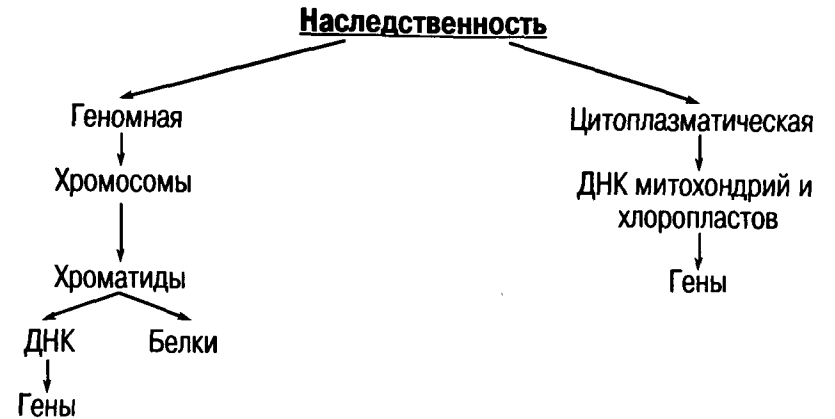 Наследственность
Геномная
Цитоплазматическая
Хромосомы
ДНК митохондрий и
хлоропластов
Хроматиды
Гены
ДНК
Белки
Гены